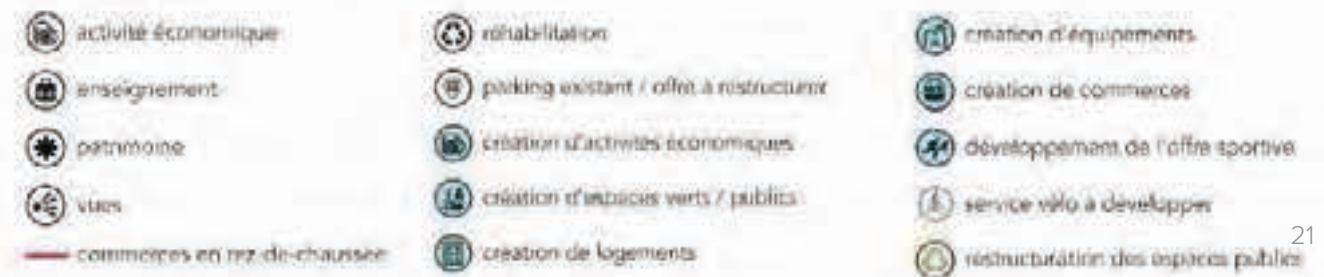 activité économique
enseignement
patrimoine
vues
commerces en rez-de-chaussée
réhabilitation
parking existant / offre à restructurer
création d'activités économiques
création d'espaces verts / publics
création de logements
création d'équipements
création de commerces
développement de l'offre sportive
service vélo à développer
restructuration des espaces publics
21